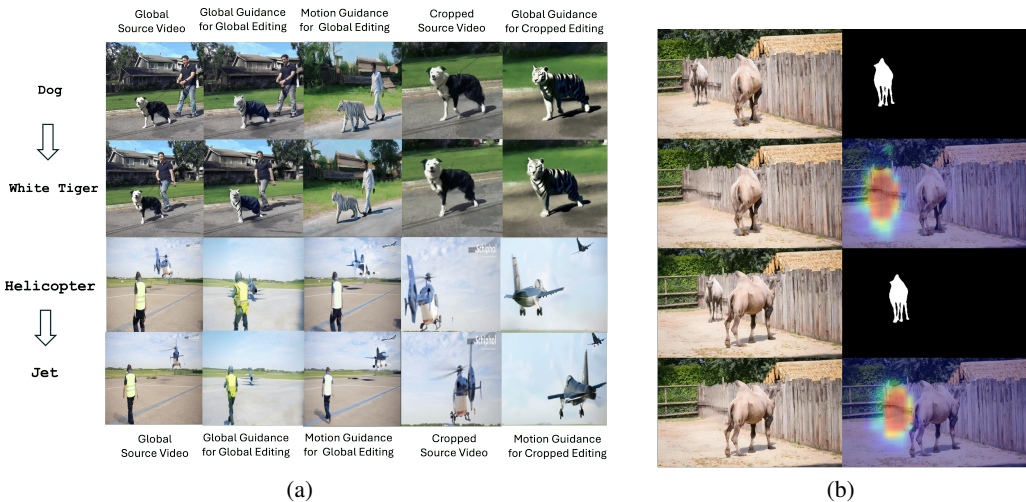 Global
Source Video
Global Guidance
for Global Editing
Motion Guidance
for Global Editing
Cropped
Source Video
Global Guidance
for Cropped Editing
Dog
White Tiger
Helicopter
Jet
Schiphol
Schiphol
Global
Source Video
Global Guidance
for Global Editing
Motion Guidance
for Global Editing
Cropped
Source Video
Motion Guidance
for Cropped Editing
(a)
(b)